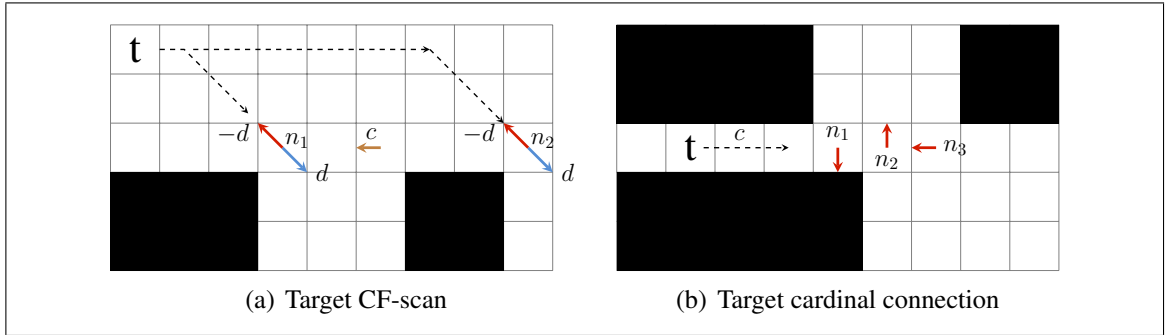 t
-d n₁ c -d n₂
d d
(a) Target CF-scan
c n₁
t n₂ n₃
(b) Target cardinal connection